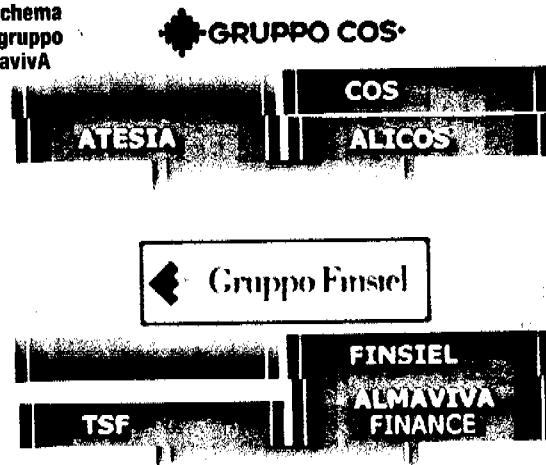 chema
gruppo
avivA
GRUPPO COS
COS
ATESIA
ALICOS
Gruppo Finsiel
FINSIEL
TSF
ALMAVIVA
FINANCE